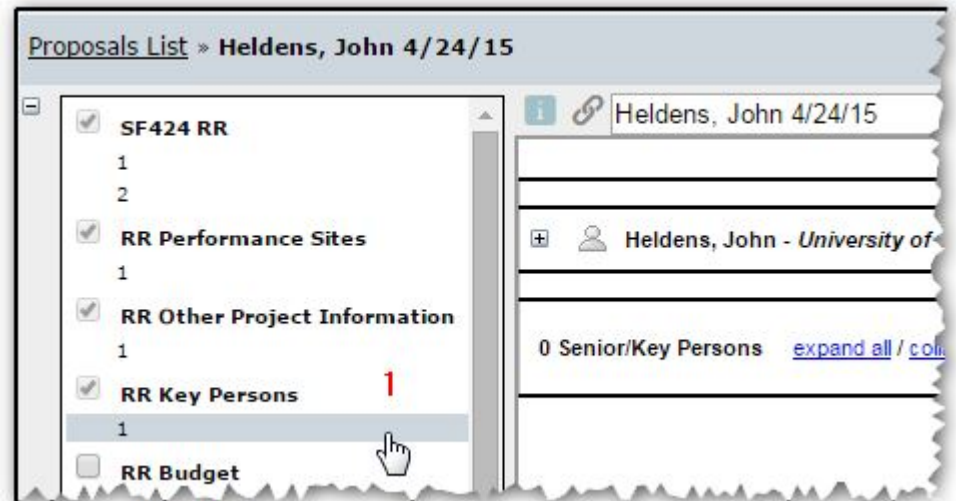 Proposals List » Heldens, John 4/24/15
SF424 RR
1
2
RR Performance Sites
1
RR Other Project Information
1
RR Key Persons
1
1
RR Budget
Heldens, John 4/24/15
Heldens, John - University of
0 Senior/Key Persons expand all /